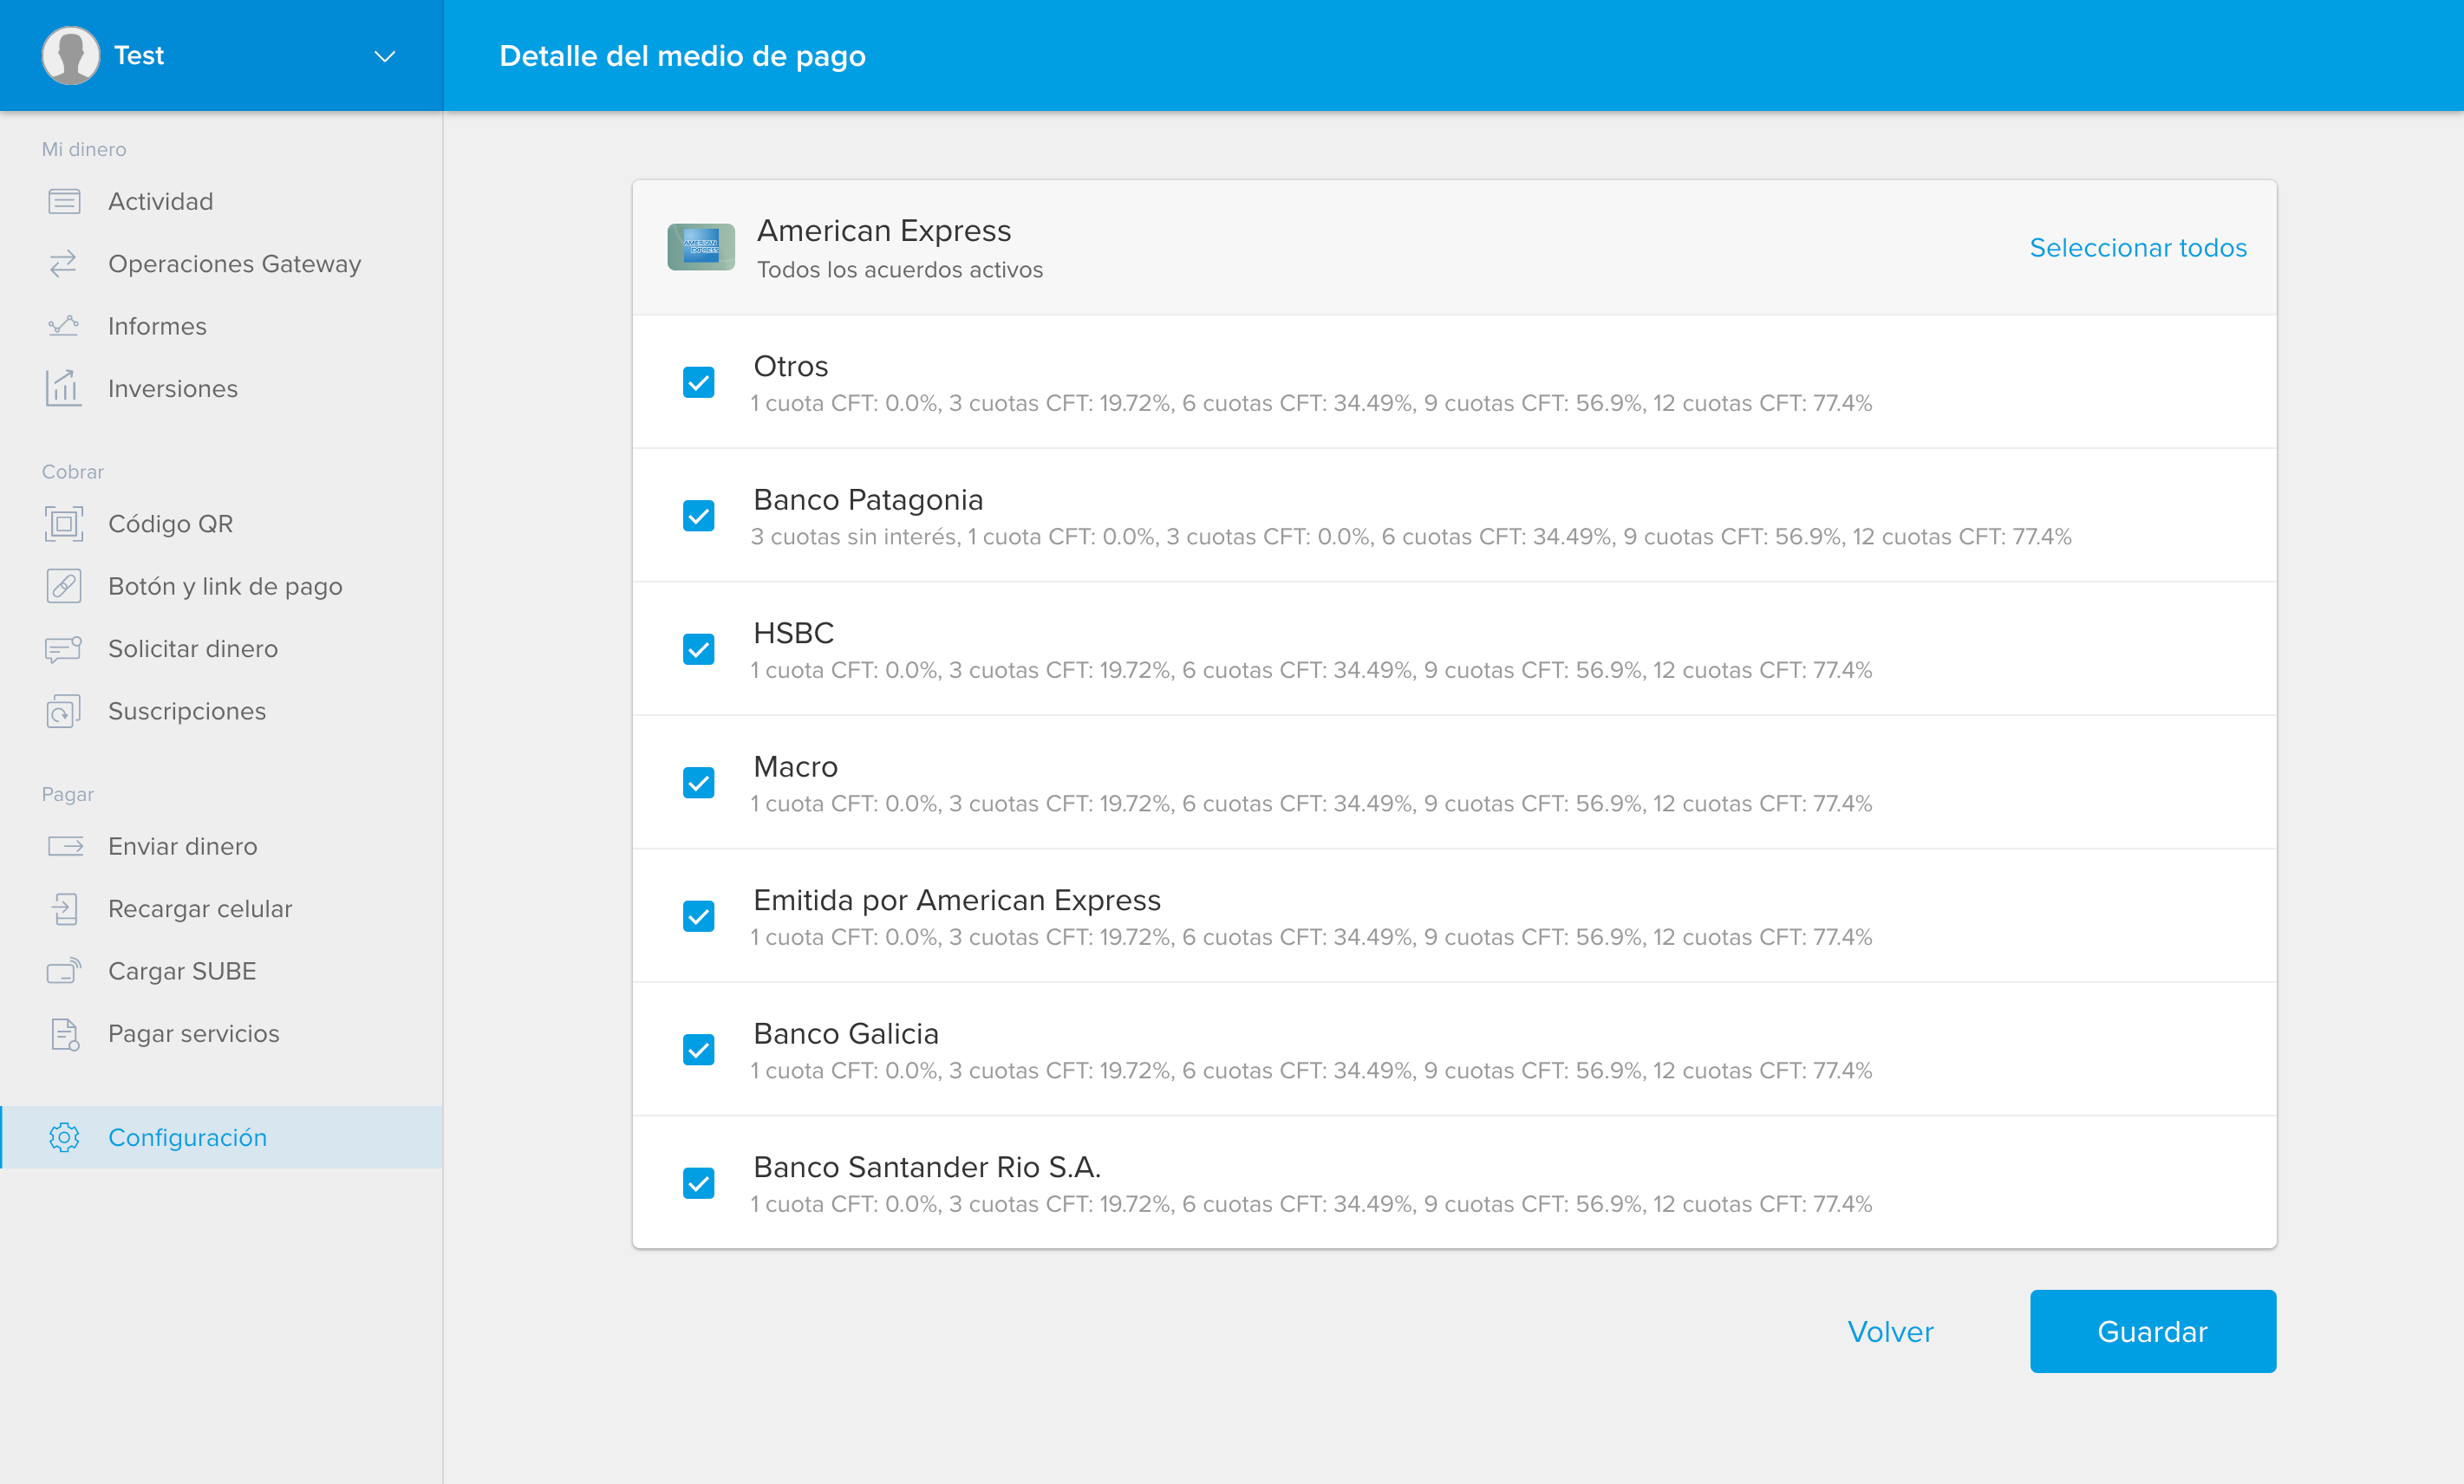 Test
Detalle del medio de pago
Mi dinero
Actividad
Operaciones Gateway
Informes
Inversiones
Cobrar
Código QR
Botón y link de pago
Solicitar dinero
Suscripciones
Pagar
Enviar dinero
Recargar celular
Cargar SUBE
Pagar servicios
Configuración
AMERICAN
EXPRESS
American Express
Todos los acuerdos activos
Seleccionar todos
Otros
1 cuota CFT: 0.0%, 3 cuotas CFT: 19.72%, 6 cuotas CFT: 34.49%, 9 cuotas CFT: 56.9%, 12 cuotas CFT: 77.4%
Banco Patagonia
3 cuotas sin interés, 1 cuota CFT: 0.0%, 3 cuotas CFT: 0.0%, 6 cuotas CFT: 34.49%, 9 cuotas CFT: 56.9%, 12 cuotas CFT: 77.4%
HSBC
1 cuota CFT: 0.0%, 3 cuotas CFT: 19.72%, 6 cuotas CFT: 34.49%, 9 cuotas CFT: 56.9%, 12 cuotas CFT: 77.4%
Macro
1 cuota CFT: 0.0%, 3 cuotas CFT: 19.72%, 6 cuotas CFT: 34.49%, 9 cuotas CFT: 56.9%, 12 cuotas CFT: 77.4%
Emitida por American Express
1 cuota CFT: 0.0%, 3 cuotas CFT: 19.72%, 6 cuotas CFT: 34.49%, 9 cuotas CFT: 56.9%, 12 cuotas CFT: 77.4%
Banco Galicia
1 cuota CFT: 0.0%, 3 cuotas CFT: 19.72%, 6 cuotas CFT: 34.49%, 9 cuotas CFT: 56.9%, 12 cuotas CFT: 77.4%
Banco Santander Rio S.A.
1 cuota CFT: 0.0%, 3 cuotas CFT: 19.72%, 6 cuotas CFT: 34.49%, 9 cuotas CFT: 56.9%, 12 cuotas CFT: 77.4%
Volver
Guardar